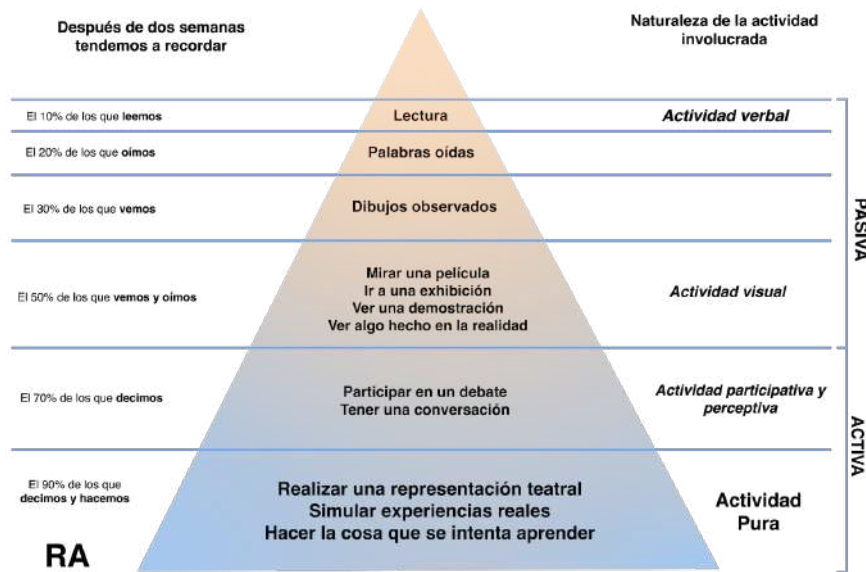 Después de dos semanas
tendemos a recordar
Naturaleza de la actividad
involucrada
El 10% de los que leemos
Lectura
Actividad verbal
El 20% de los que oímos
Palabras oídas
El 30% de los que vemos
Dibujos observados
PASIVA
El 50% de los que vemos y oímos
Mirar una película
Ir a una exhibición
Ver una demostración
Ver algo hecho en la realidad
Actividad visual
El 70% de los que decimos
Participar en un debate
Tener una conversación
Actividad participativa y
perceptiva
ACTIVA
El 90% de los que
decimos y hacemos
Realizar una representación teatral
Simular experiencias reales
Hacer la cosa que se intenta aprender
Actividad
Pura
RA